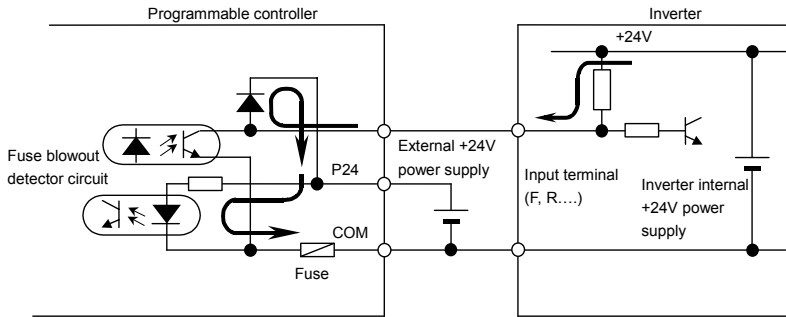 Programmable controller
Inverter
+24V
Fuse blowout
detector circuit
P24
External +24V
power supply
Input terminal
(F, R....)
Inverter internal
+24V power
supply
COM
Fuse